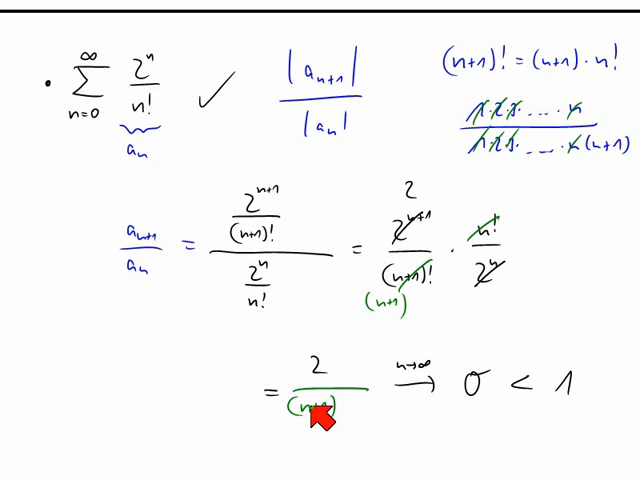 • ∑_{n=0}^{∞} 2^n / n! ✓ |a_{n+1}| / |a_n| (n+1)! = (n+1) · n!
a_n
1·2·3· … ·n / 1·2·3· … ·n(n+1)
a_{n+1} / a_n = (2^{n+1} / (n+1)!) / (2^n / n!) = 2^{n+1} / (n+1)! · n! / 2^n
2
(n+1)
= 2 / (n+1) →^{n→∞} 0 < 1